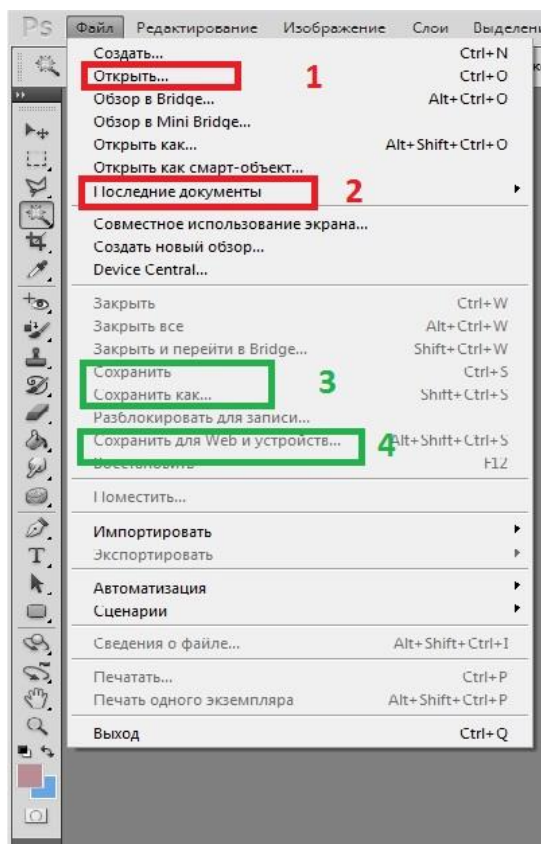 Ps Файл Редактирование Изображение Слои
Создать... Ctrl+N
Открыть... 1 Ctrl+O
Обзор в Bridge... Alt+Ctrl+O
Обзор в Mini Bridge...
Открыть как... Alt+Shift+Ctrl+O
Открыть как смарт-объект...
Последние документы 2
Совместное использование экрана...
Создать новый обзор...
Device Central...
Закрыть Ctrl+W
Закрыть все Alt+Ctrl+W
Закрыть и перейти в Bridge... Shift+Ctrl+W
Сохранить 3 Ctrl+S
Сохранить как... Shift+Ctrl+S
Разблокировать для записи...
Сохранить для Web и устройств... 4 Alt+Shift+Ctrl+S
Восстановить F12
Поместить...
Импортировать
Экспортировать
Автоматизация
Сценарии
Сведения о файле... Alt+Shift+Ctrl+I
Печатать... Ctrl+P
Печать одного экземпляра Alt+Shift+Ctrl+P
Выход Ctrl+Q